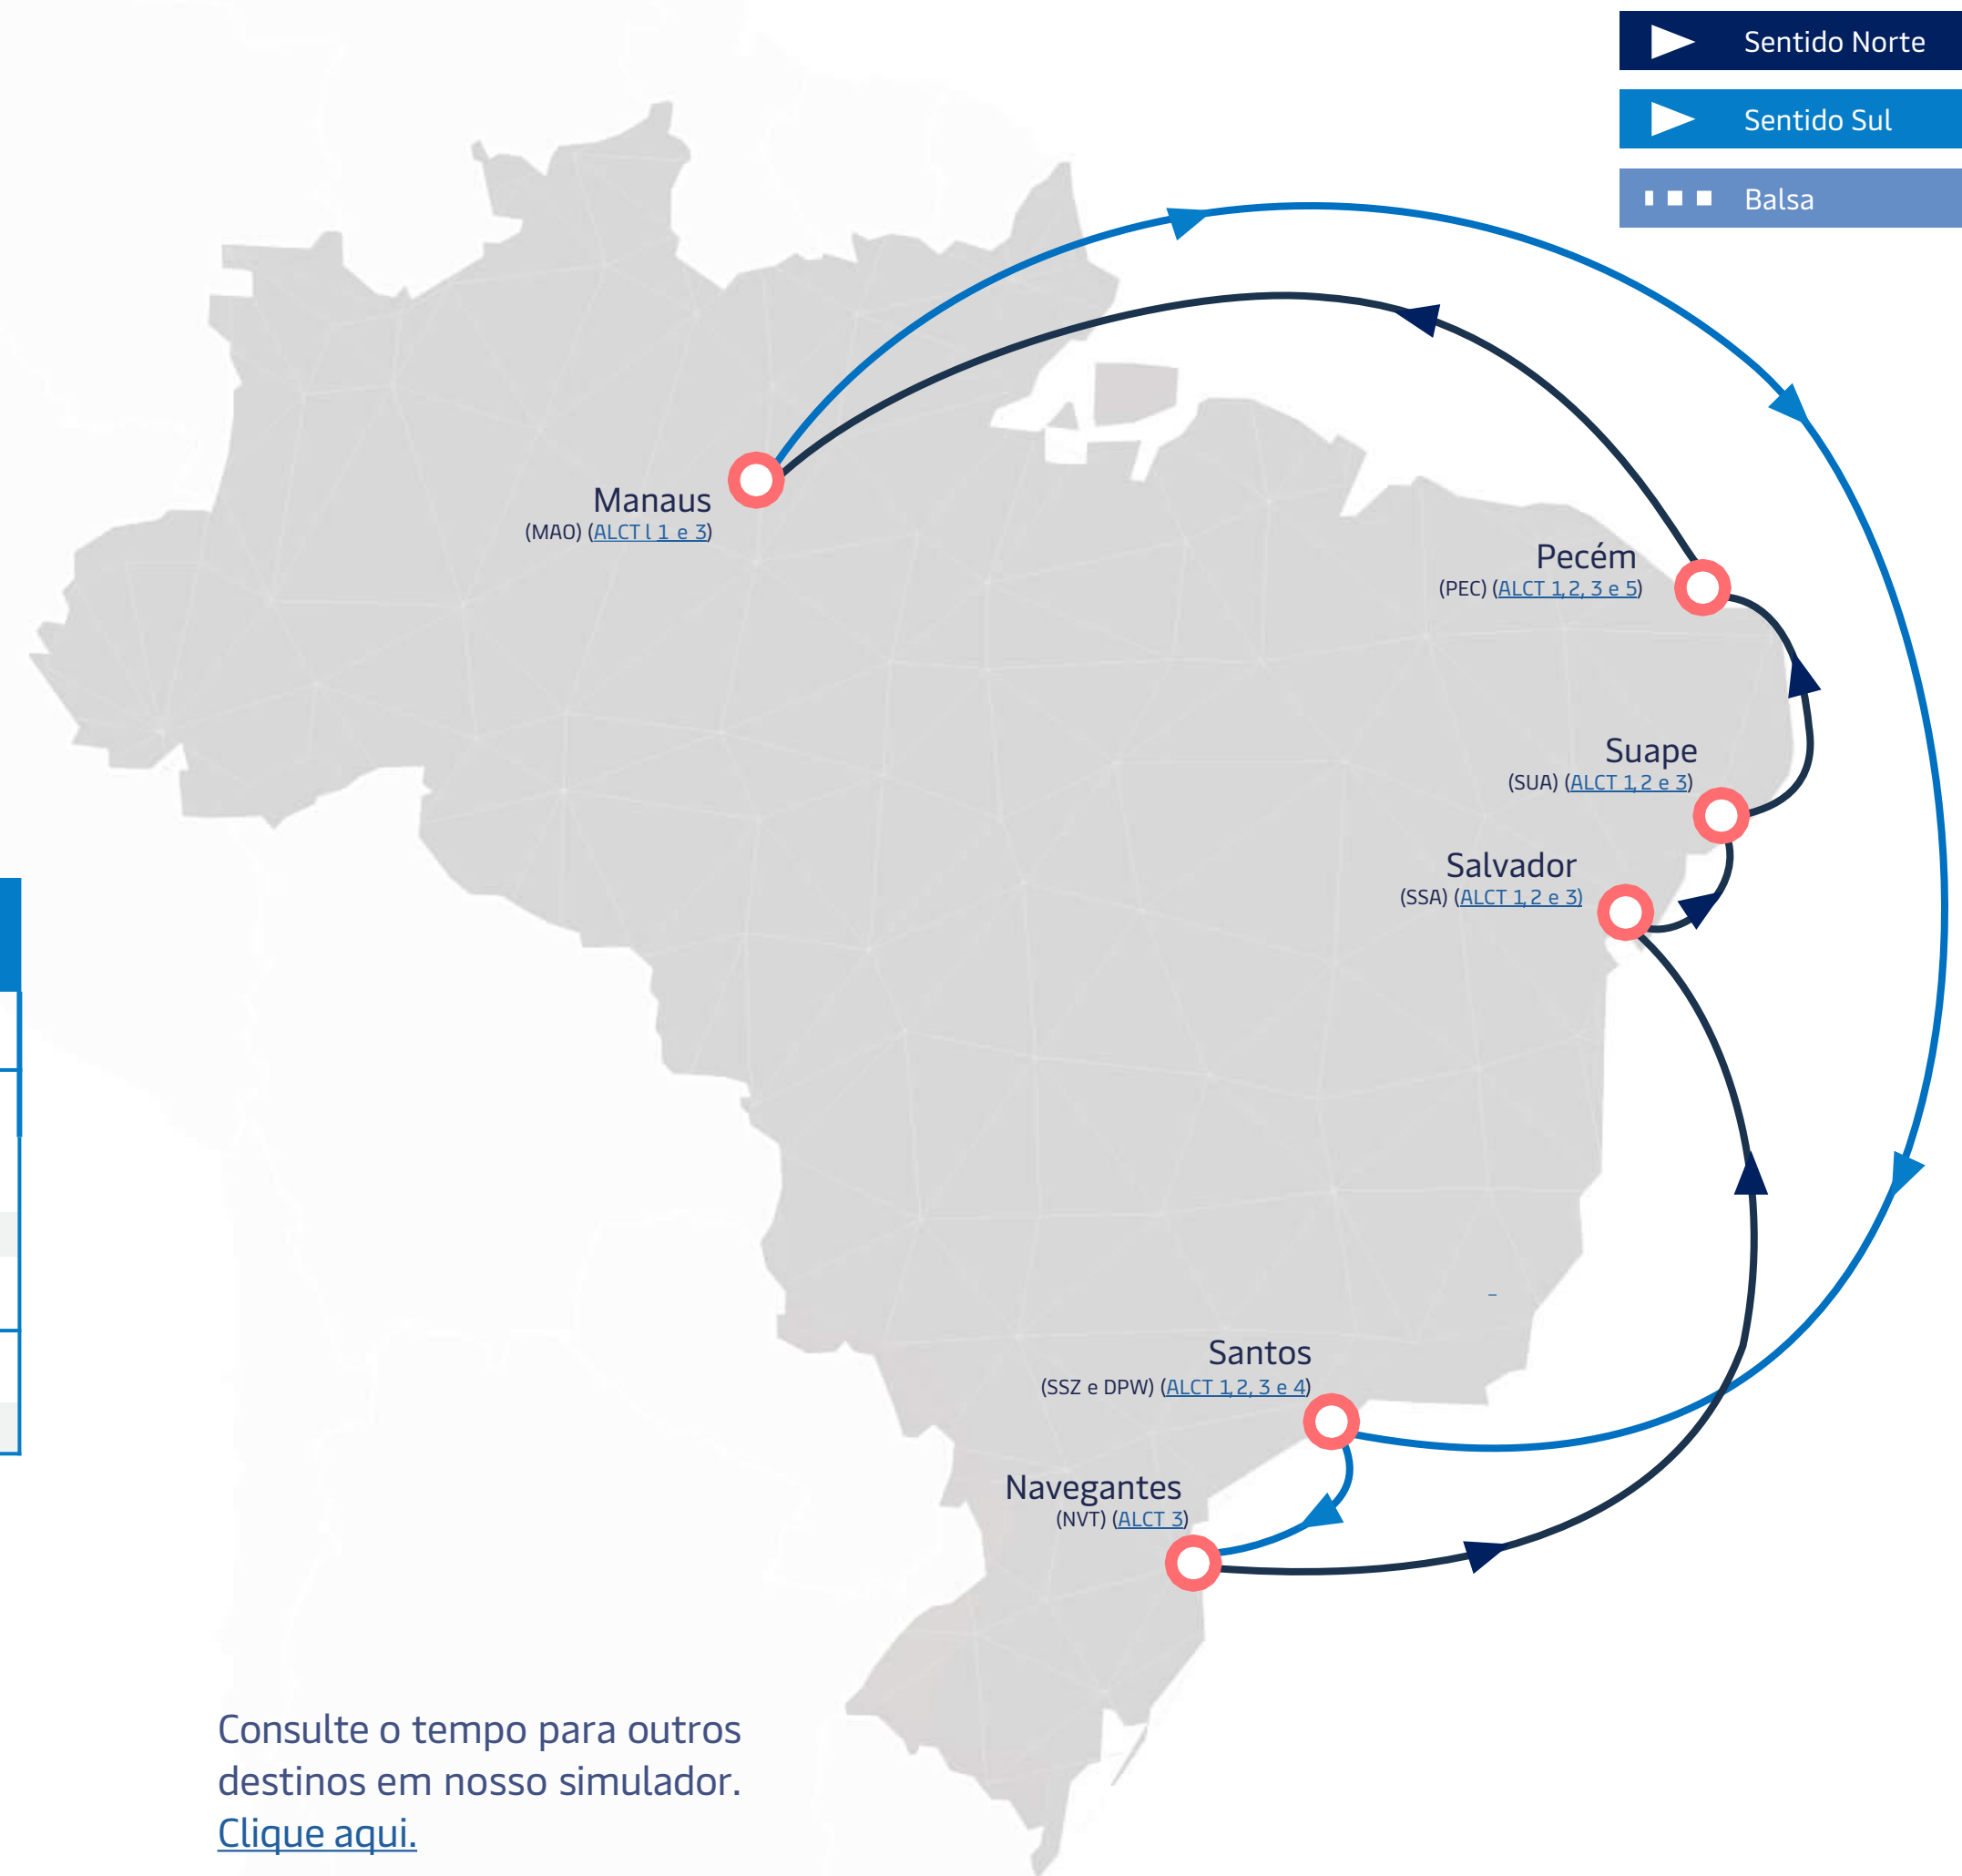 Sentido Norte
Sentido Sul
Balsa
Manaus
(MAO) (ALCT l 1 e 3)
Pecém
(PEC) (ALCT 1,2, 3 e 5)
Suape
(SUA) (ALCT 1,2 e 3)
Salvador
(SSA) (ALCT 1,2 e 3)
Santos
(SSZ e DPW) (ALCT 1,2, 3 e 4)
Navegantes
(NVT) (ALCT 3)
Consulte o tempo para outros
destinos em nosso simulador.
Clique aqui.